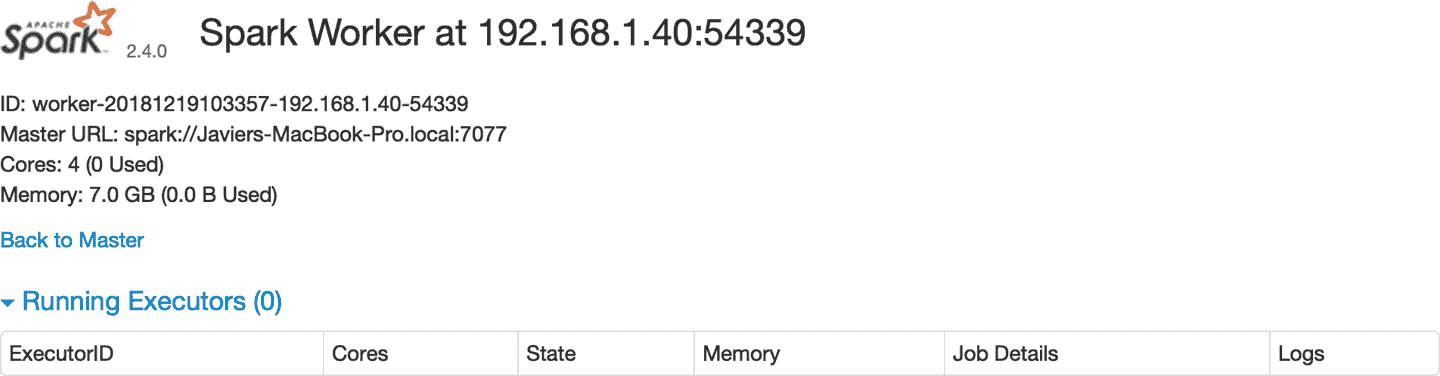 APACHE
Spark 2.4.0 Spark Worker at 192.168.1.40:54339
ID: worker-20181219103357-192.168.1.40-54339
Master URL: spark://Javiers-MacBook-Pro.local:7077
Cores: 4 (0 Used)
Memory: 7.0 GB (0.0 B Used)
Back to Master
Running Executors (0)
ExecutorID Cores State Memory Job Details Logs